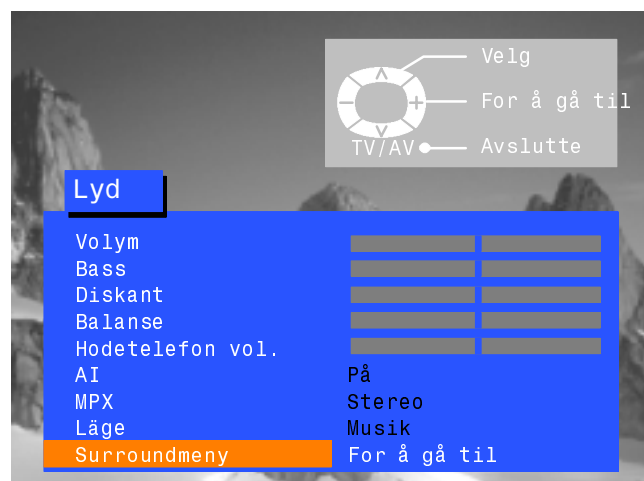 Velg
For å gå til
TV/AV Avslutte
Lyd
Volym
Bass
Diskant
Balanse
Hodetelefon vol.
AI På
MPX Stereo
Läge Musik
Surroundmeny For å gå til